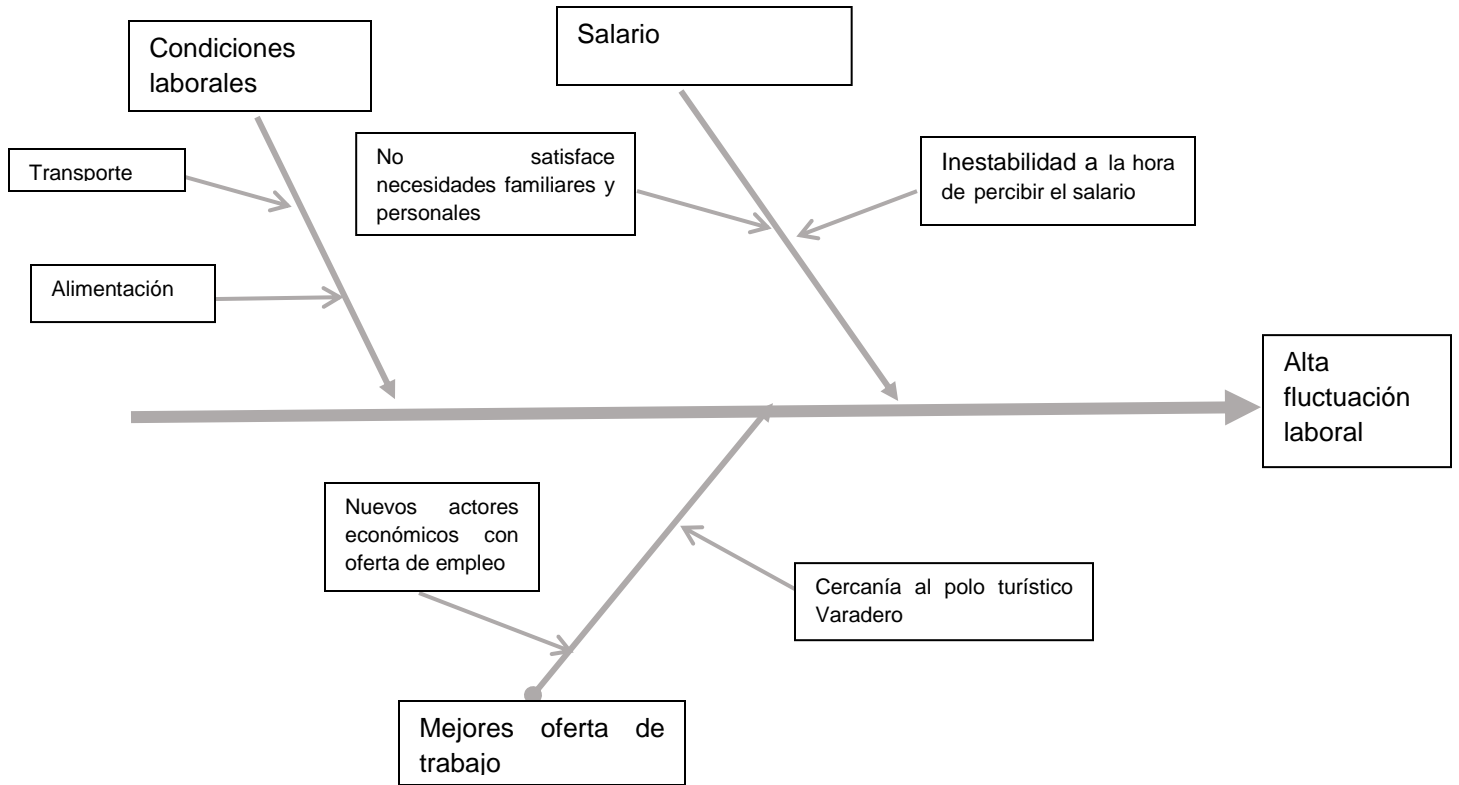 Condiciones
laborales
Salario
Transporte
No satisface
necesidades familiares y
personales
Inestabilidad a la hora
de percibir el salario
Alimentación
Alta
fluctuación
laboral
Nuevos actores
económicos con
oferta de empleo
Cercanía al polo turístico
Varadero
Mejores oferta de
trabajo